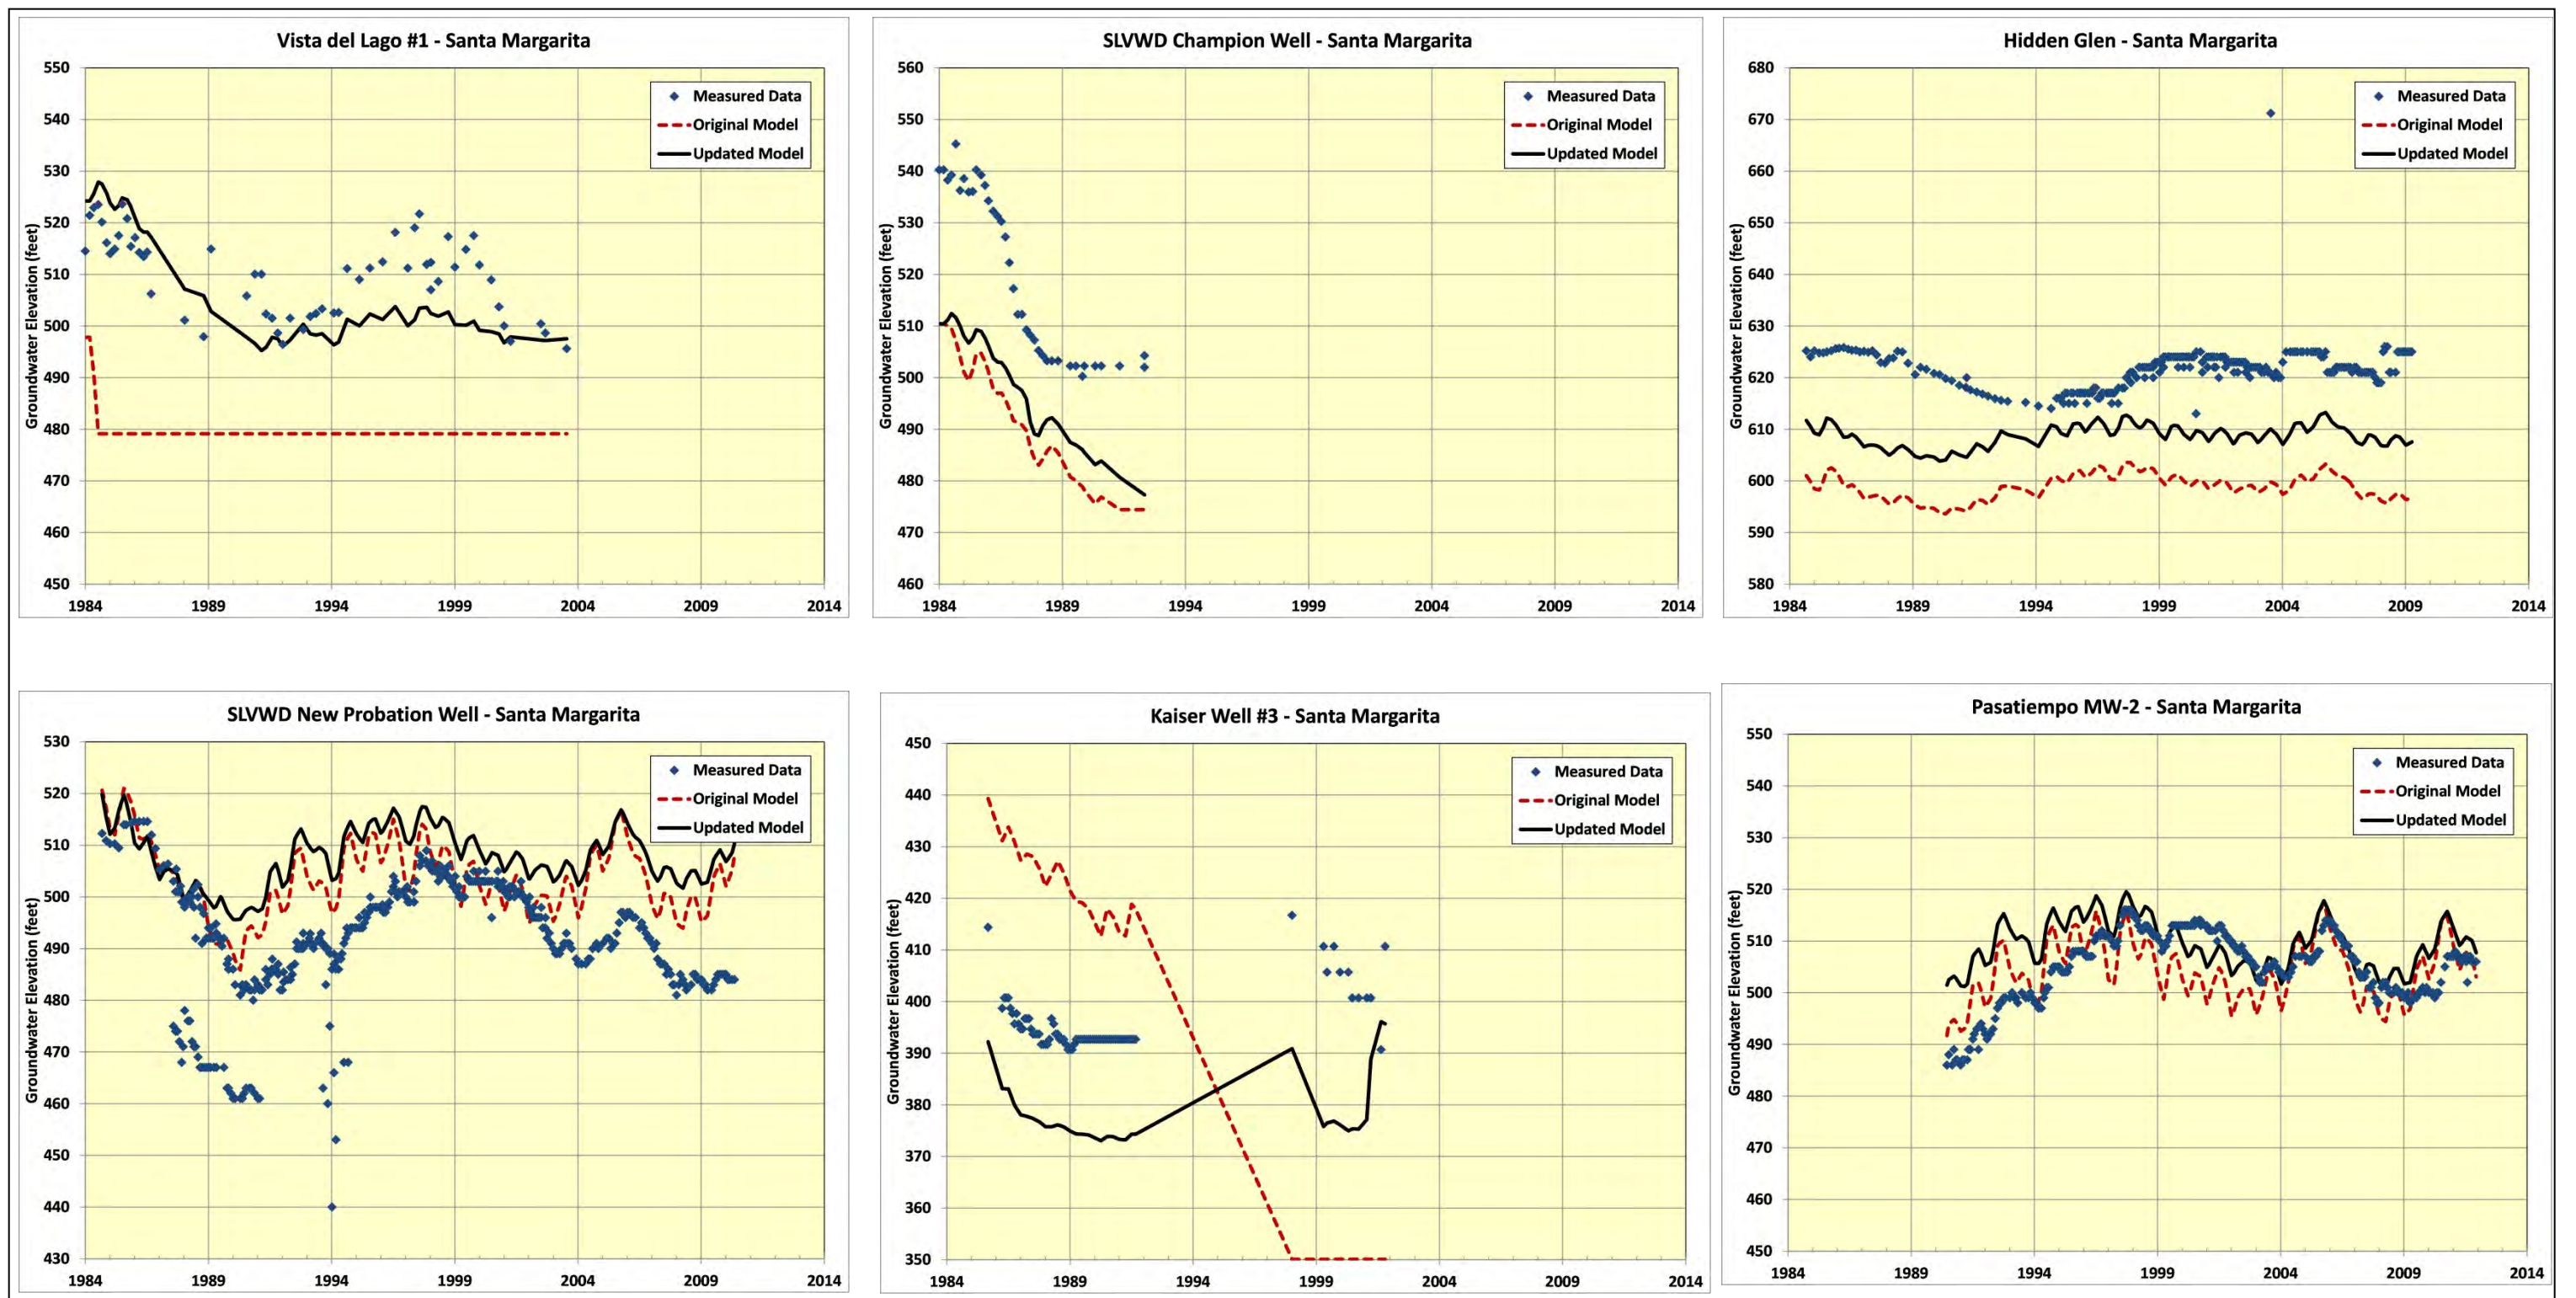 Vista del Lago #1 - Santa Margarita
Groundwater Elevation (feet)
550
540
530
520
510
500
490
480
470
460
450
1984 1989 1994 1999 2004 2009 2014
Measured Data
Original Model
Updated Model
SLVWD Champion Well - Santa Margarita
Groundwater Elevation (feet)
560
550
540
530
520
510
500
490
480
470
460
1984 1989 1994 1999 2004 2009 2014
Measured Data
Original Model
Updated Model
Hidden Glen - Santa Margarita
Groundwater Elevation (feet)
680
670
660
650
640
630
620
610
600
590
580
1984 1989 1994 1999 2004 2009 2014
Measured Data
Original Model
Updated Model
SLVWD New Probation Well - Santa Margarita
Groundwater Elevation (feet)
530
520
510
500
490
480
470
460
450
440
430
1984 1989 1994 1999 2004 2009 2014
Measured Data
Original Model
Updated Model
Kaiser Well #3 - Santa Margarita
Groundwater Elevation (feet)
450
440
430
420
410
400
390
380
370
360
350
1984 1989 1994 1999 2004 2009 2014
Measured Data
Original Model
Updated Model
Pasatiempo MW-2 - Santa Margarita
Groundwater Elevation (feet)
550
540
530
520
510
500
490
480
470
460
450
1984 1989 1994 1999 2004 2009 2014
Measured Data
Original Model
Updated Model